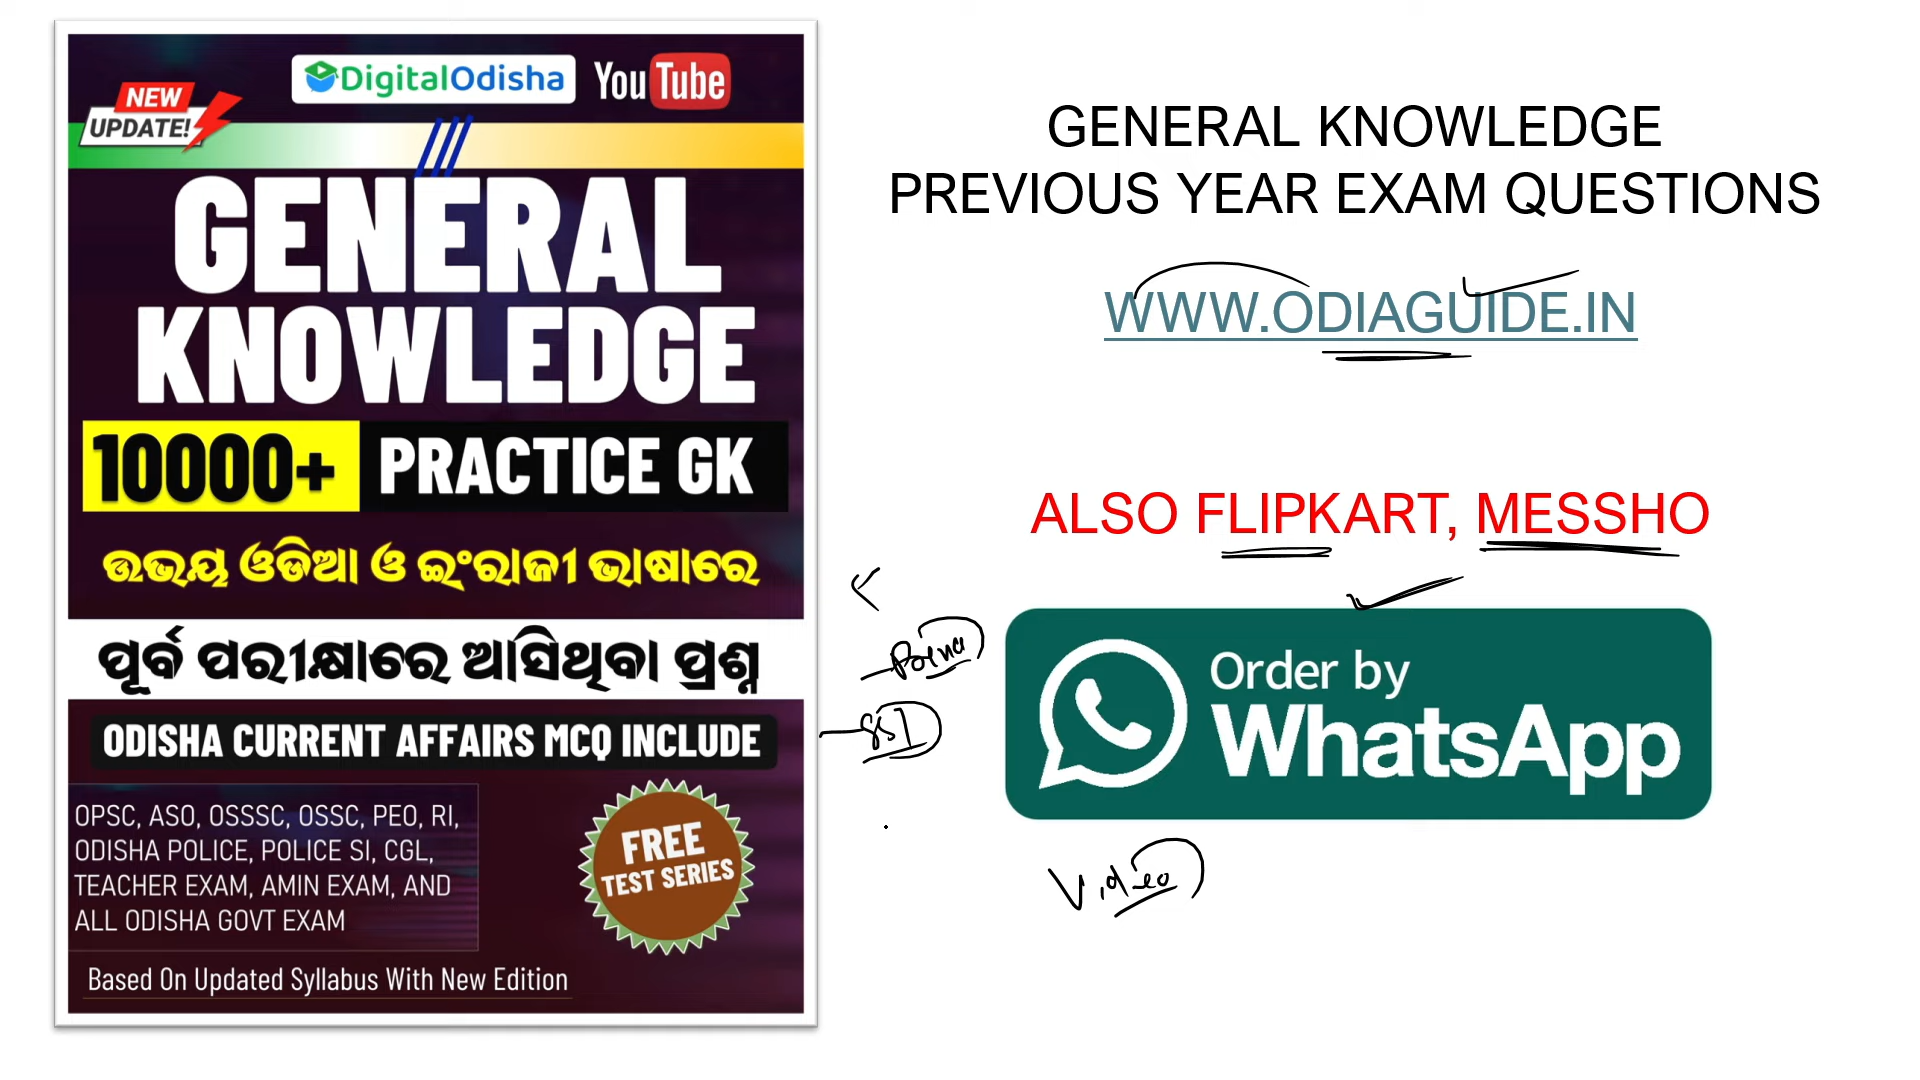 DigitalOdisha YouTube
NEW
UPDATE!
GENERAL
KNOWLEDGE
10000+ PRACTICE GK
ଉଭୟ ଓଡିଆ ଓ ଇଂରାଜୀ ଭାଷାରେ
ପୂର୍ବ ପରୀକ୍ଷାରେ ଆସିଥିବା ପ୍ରଶ୍ନ
ODISHA CURRENT AFFAIRS MCQ INCLUDE
OPSC, ASO, OSSSC, OSSC, PEO, RI,
ODISHA POLICE, POLICE SI, CGL,
TEACHER EXAM, AMIN EXAM, AND
ALL ODISHA GOVT EXAM
FREE
TEST SERIES
Based On Updated Syllabus With New Edition
GENERAL KNOWLEDGE
PREVIOUS YEAR EXAM QUESTIONS
WWW.ODIAGUIDE.IN
ALSO FLIPKART, MESSHO
Order by
WhatsApp
Video